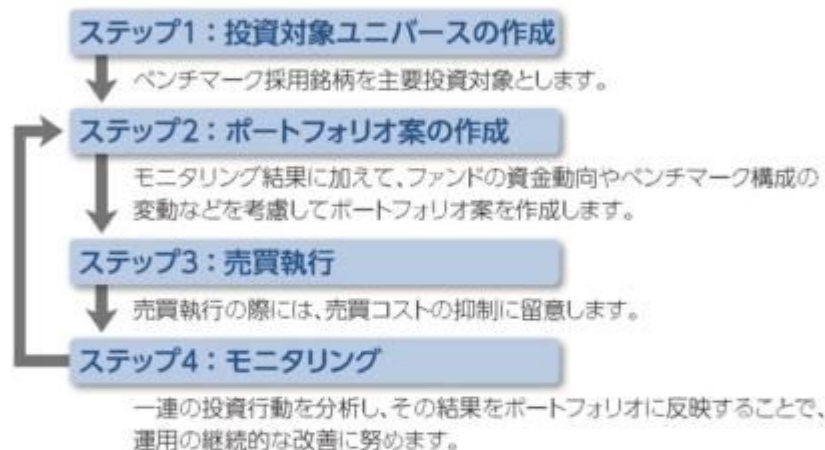 ステップ1：投資対象ユニバースの作成
ベンチマーク採用銘柄を主要投資対象とします。
ステップ2：ポートフォリオ案の作成
モニタリング結果に加えて、ファンドの資金動向やベンチマーク構成の
変動などを考慮してポートフォリオ案を作成します。
ステップ3：売買執行
売買執行の際には、売買コストの抑制に留意します。
ステップ4：モニタリング
一連の投資行動を分析し、その結果をポートフォリオに反映することで、
運用の継続的な改善に努めます。